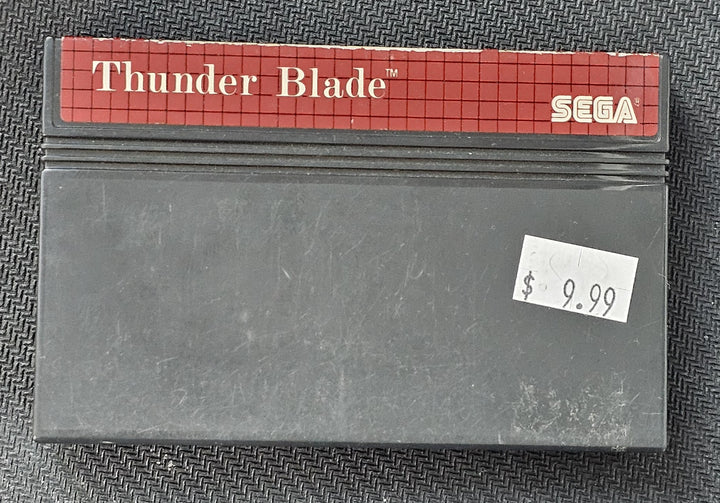 Thunder Blade™
SEGA®
$ 9.99